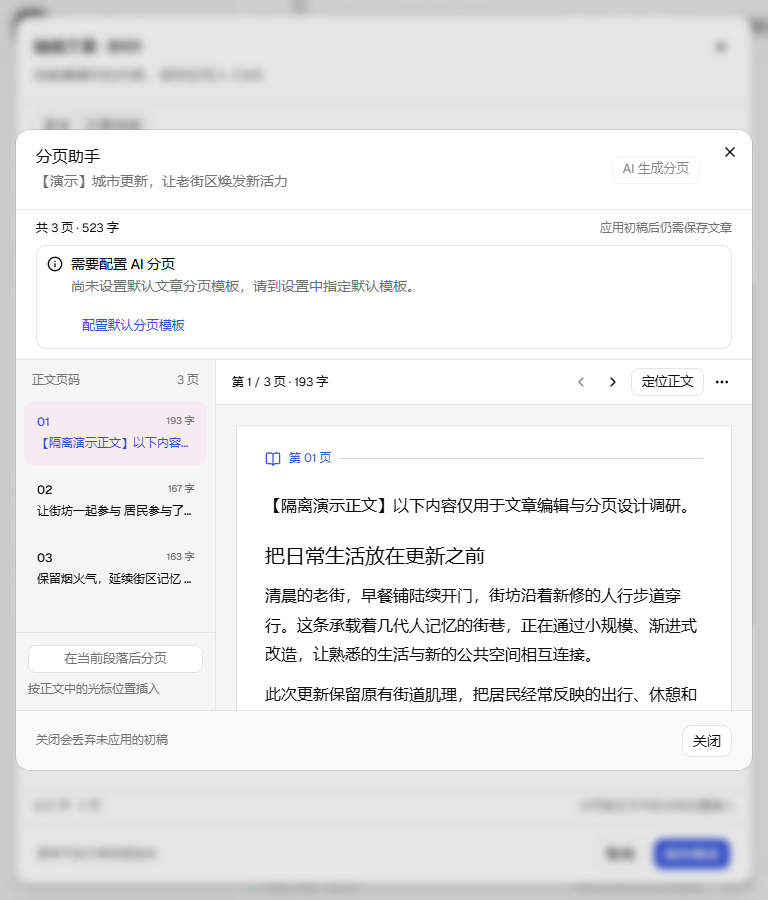 分页助手
【演示】城市更新，让老街区焕发新活力
AI 生成分页
共 3 页 · 523 字
应用初稿后仍需保存文章
需要配置 AI 分页
尚未设置默认文章分页模板，请到设置中指定默认模板。
配置默认分页模板
正文页码
3 页
第 1 / 3 页 · 193 字
定位正文
01
193 字
【隔离演示正文】以下内容...
02
167 字
让街坊一起参与 居民参与了...
03
163 字
保留烟火气，延续街区记忆 ...
在当前段落后分页
按正文中的光标位置插入
第 01 页
【隔离演示正文】以下内容仅用于文章编辑与分页设计调研。
把日常生活放在更新之前
清晨的老街，早餐铺陆续开门，街坊沿着新修的人行步道穿
行。这条承载着几代人记忆的街巷，正在通过小规模、渐进式
改造，让熟悉的生活与新的公共空间相互连接。
此次更新保留原有街道肌理，把居民经常反映的出行、休憩和
关闭会丢弃未应用的初稿
关闭